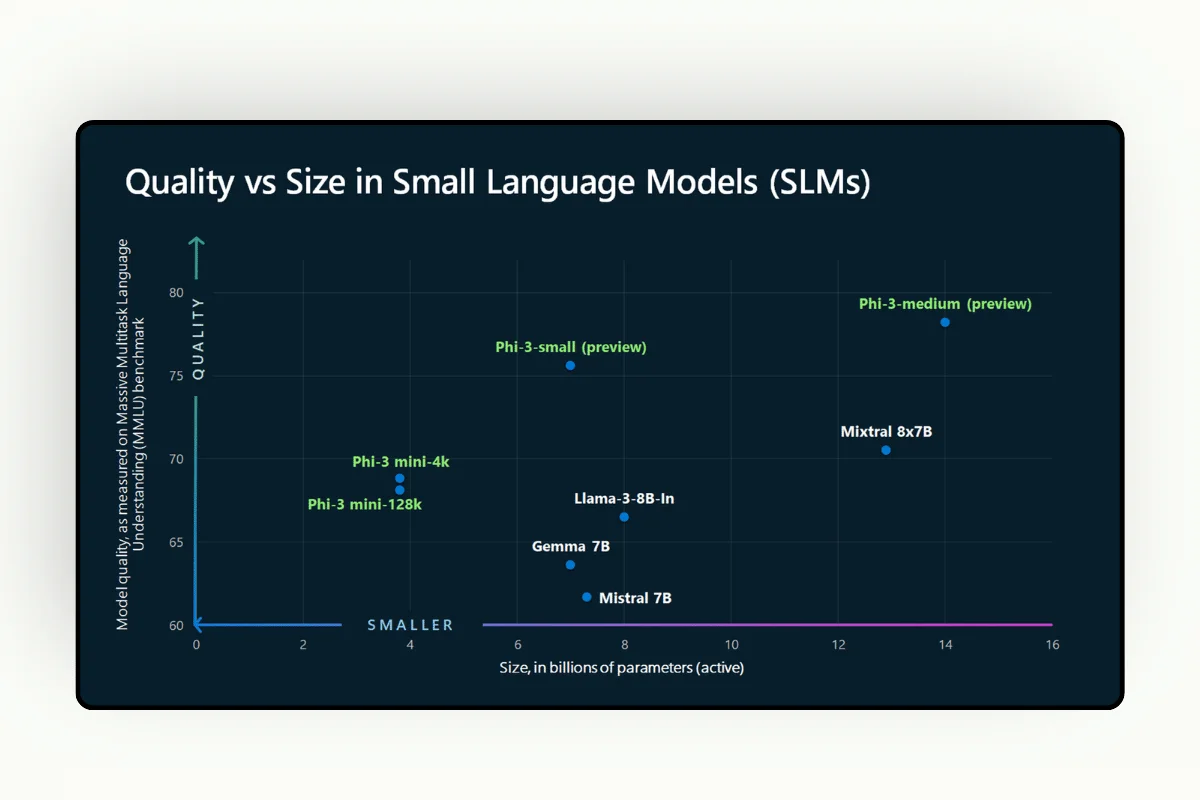 Quality vs Size in Small Language Models (SLMs)
Model quality, as measured on Massive Multitask Language
Understanding (MMLU) benchmark
QUALITY
80
75
70
65
60
Phi-3-medium (preview)
Phi-3-small (preview)
Mixtral 8x7B
Phi-3 mini-4k
Phi-3 mini-128k
Llama-3-8B-In
Gemma 7B
Mistral 7B
SMALLER
0 2 4 6 8 10 12 14 16
Size, in billions of parameters (active)